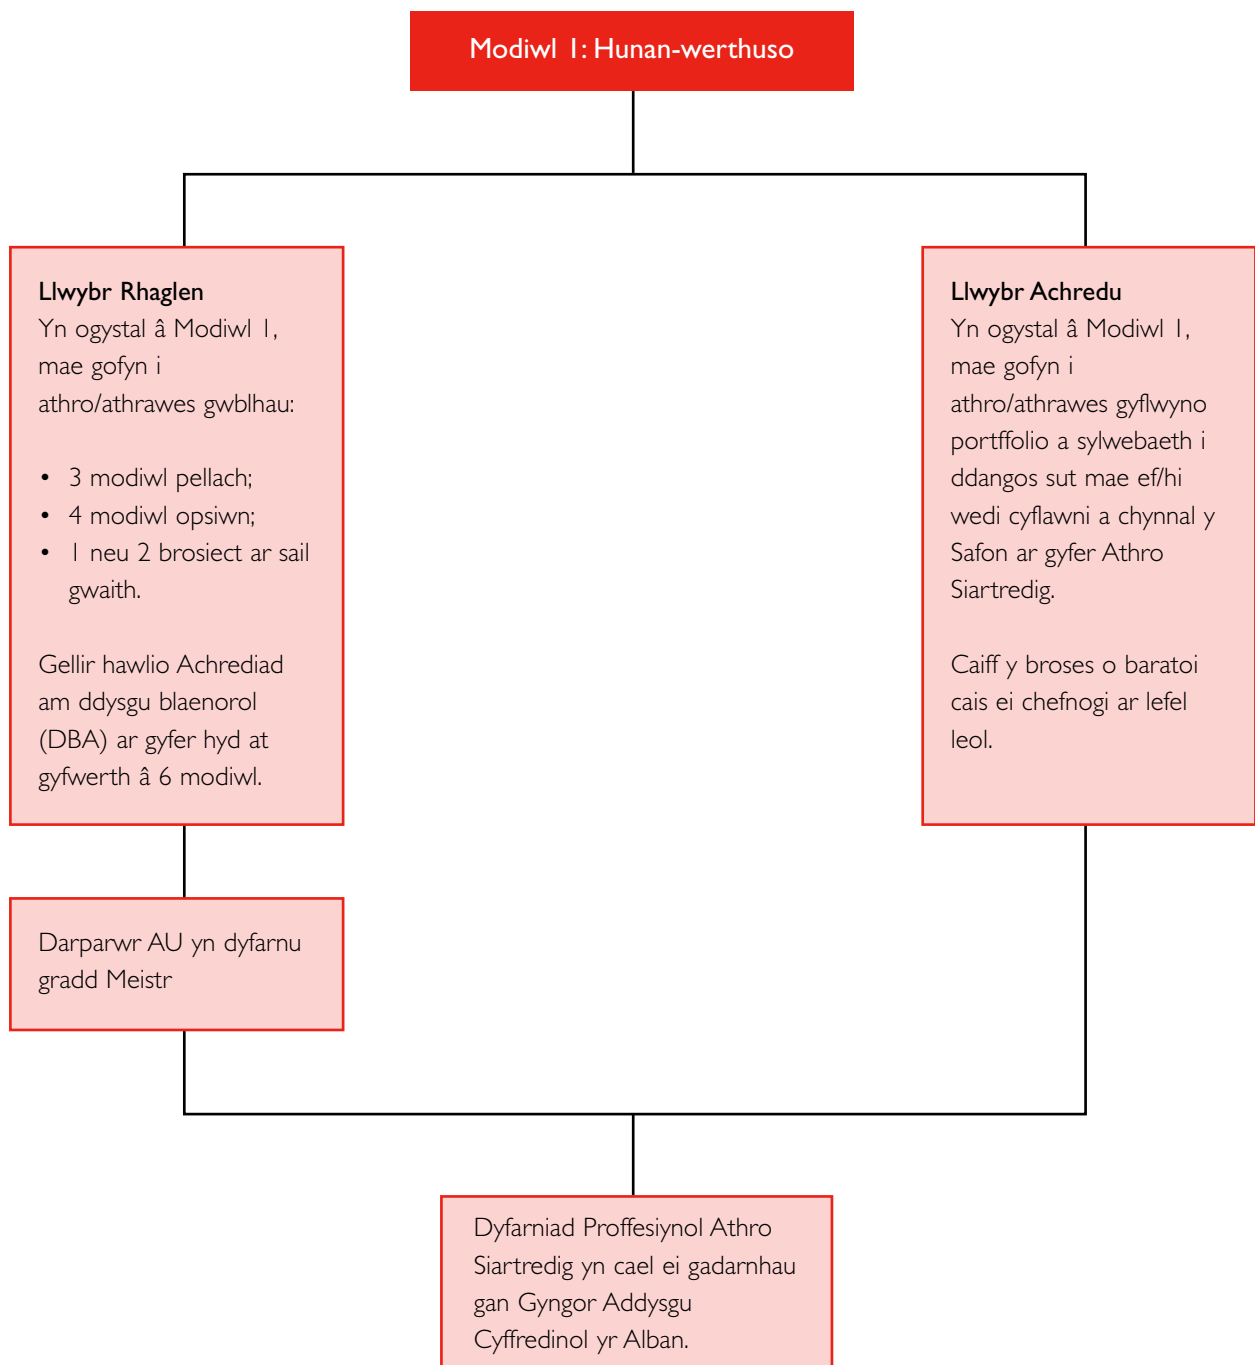 Modiwl 1: Hunan-werthuso
Llwybr Rhaglen
Yn ogystal â Modiwl 1,
mae gofyn i
athro/athrawes gwblhau:
• 3 modiwl pellach;
• 4 modiwl opsiwn;
• 1 neu 2 brosiect ar sail
gwaith.
Gellir hawlio Achrediad
am ddysgu blaenorol
(DBA) ar gyfer hyd at
gyfwerth â 6 modiwl.
Llwybr Achredu
Yn ogystal â Modiwl 1,
mae gofyn i
athro/athrawes gyflwyno
portffolio a sylwebaeth i
ddangos sut mae ef/hi
wedi cyflawni a chynnal y
Safon ar gyfer Athro
Siartredig.
Caiff y broses o baratoi
cais ei chefnogi ar lefel
leol.
Darparwr AU yn dyfarnu
gradd Meistr
Dyfarniad Proffesiynol Athro
Siartredig yn cael ei gadarnhau
gan Gyngor Addysgu
Cyffredinol yr Alban.